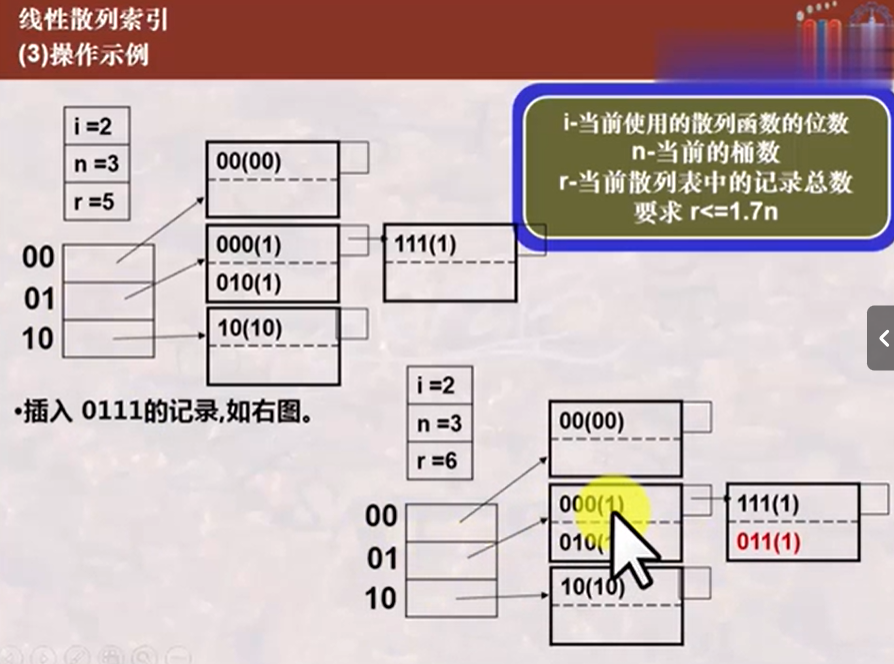 线性散列索引
(3)操作示例
i-当前使用的散列函数的位数
n-当前的桶数
r-当前散列表中的记录总数
要求 r<=1.7n
i =2
n =3
r =5
00
01
10
00(00)
000(1)
010(1)
111(1)
10(10)
•插入 0111的记录,如右图。
i =2
n =3
r =6
00
01
10
00(00)
000(1)
010(
111(1)
011(1)
10(10)